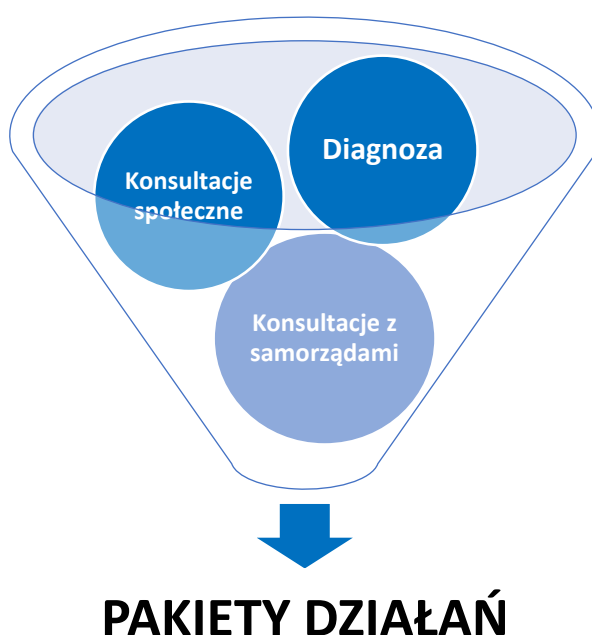 Diagnoza
Konsultacje
społeczne
Konsultacje z
samorządami
PAKIETY DZIAŁAŃ